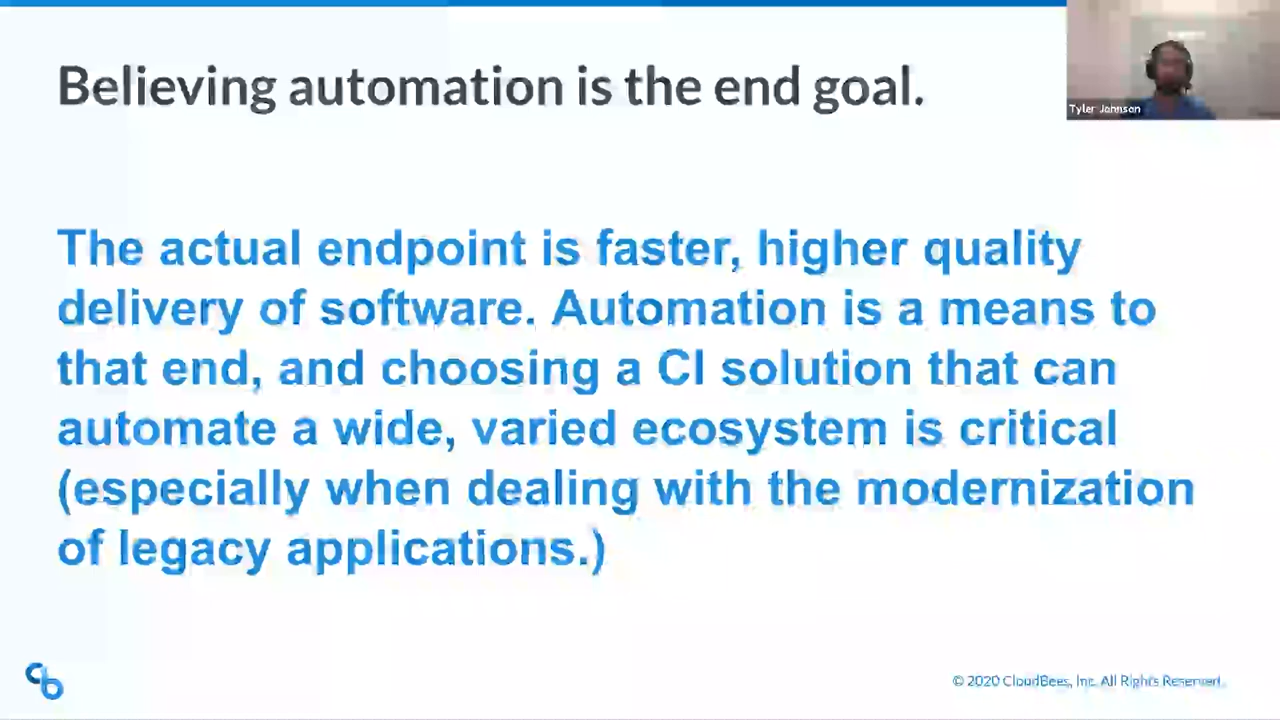 Believing automation is the end goal.
Tyler Johnson
The actual endpoint is faster, higher quality
delivery of software. Automation is a means to
that end, and choosing a CI solution that can
automate a wide, varied ecosystem is critical
(especially when dealing with the modernization
of legacy applications.)
© 2020 CloudBees, Inc. All Rights Reserved.